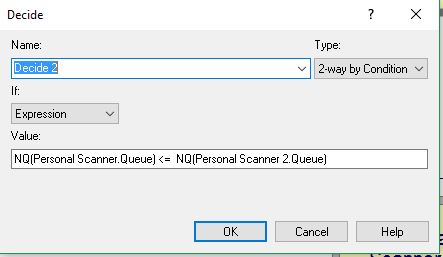 Decide
?
Name: Type:
Decide 2 2-way by Condition
If:
Expression
Value:
NQ(Personal Scanner.Queue) <= NQ(Personal Scanner 2.Queue)
OK Cancel Help